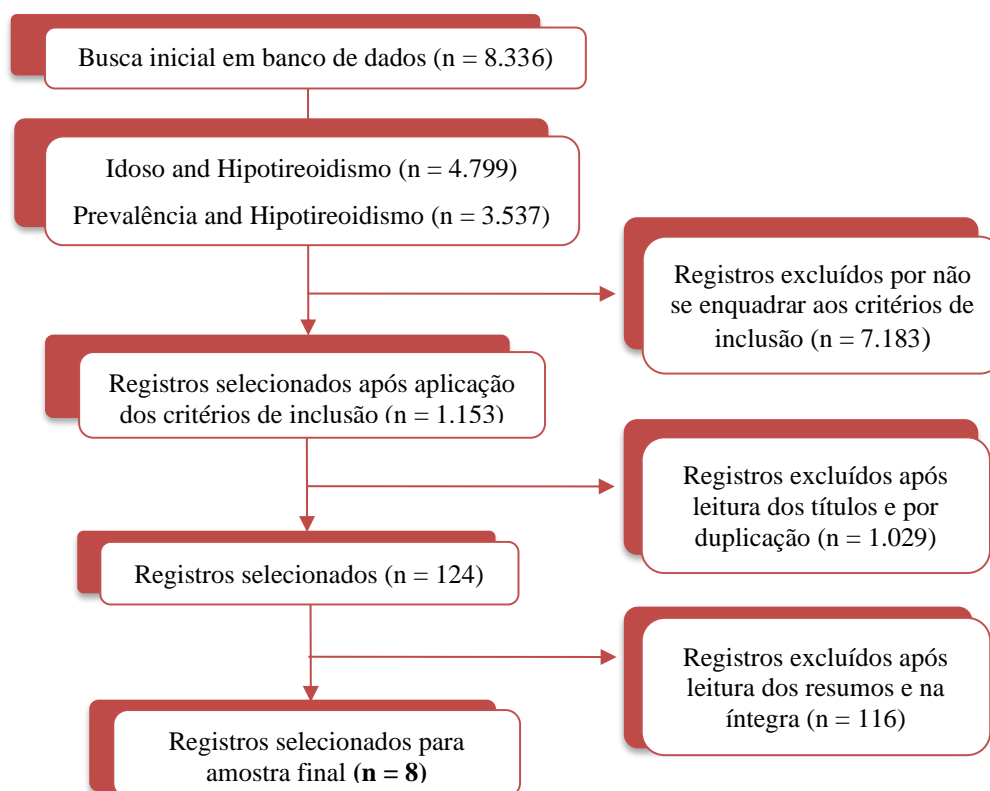 Busca inicial em banco de dados (n = 8.336)
Idoso and Hipotireoidismo (n = 4.799)
Prevalência and Hipotireoidismo (n = 3.537)
Registros excluídos por não
se enquadrar aos critérios de
inclusão (n = 7.183)
Registros selecionados após aplicação
dos critérios de inclusão (n = 1.153)
Registros excluídos após
leitura dos títulos e por
duplicação (n = 1.029)
Registros selecionados (n = 124)
Registros excluídos após
leitura dos resumos e na
íntegra (n = 116)
Registros selecionados para
amostra final (n = 8)